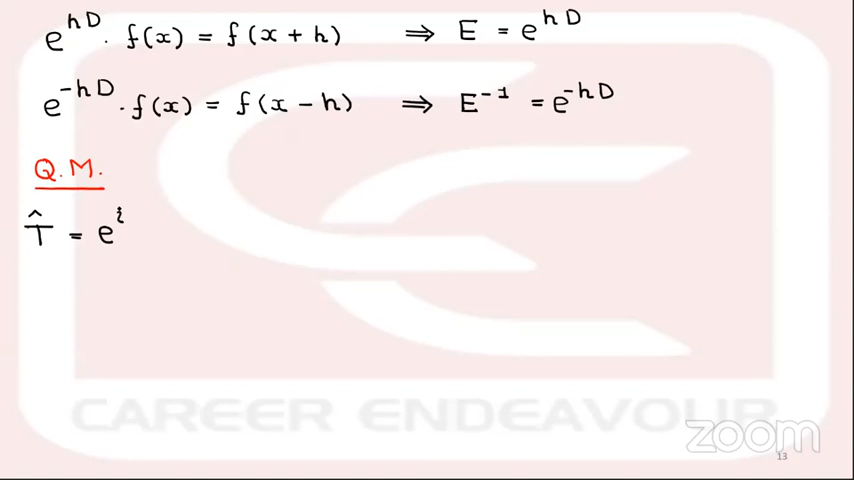 e^{hD} · f(x) = f(x + h) ⇒ E = e^{hD}
e^{-hD} · f(x) = f(x - h) ⇒ E^{-1} = e^{-hD}
Q.M.
T̂ = e^{i
CAREER ENDEAVOUR
zoom
13